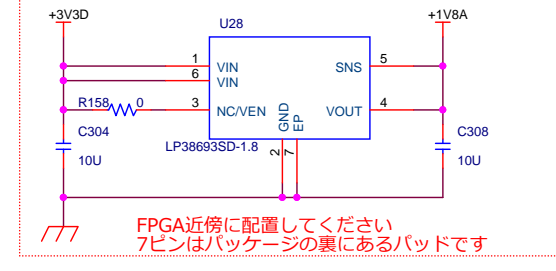 +3V3D
+1V8A
U28
1 VIN
6 VIN
SNS 5
R158 0
3 NC/VEN
VOUT 4
GND
EP
C304
10U
LP38693SD-1.8
2
7
C308
10U
FPGA近傍に配置してください
7ピンはパッケージの裏にあるパッドです